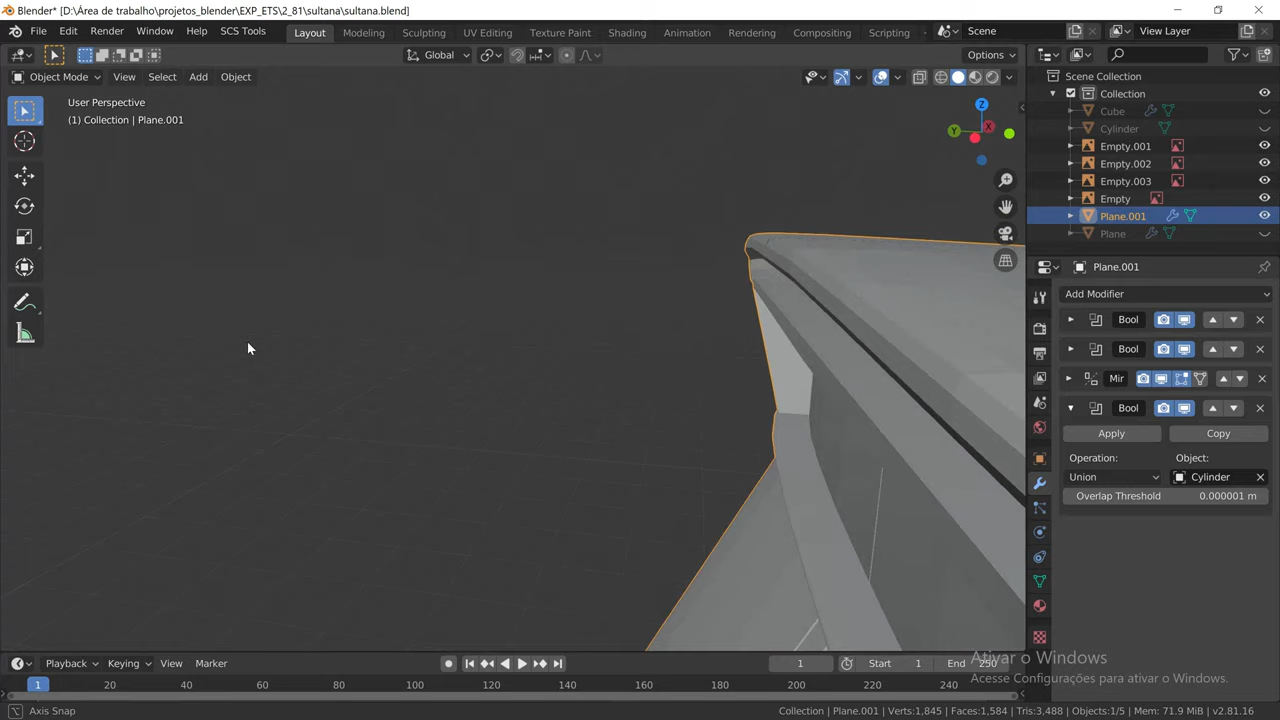 Blender* [D:\Área de trabalho\projetos_blender\EXP_ETS\2_81\sultana\sultana.blend]
File Edit Render Window Help SCS Tools Layout Modeling Sculpting UV Editing Texture Paint Shading Animation Rendering Compositing Scripting Scene View Layer
Global Options
Object Mode View Select Add Object
User Perspective
(1) Collection | Plane.001
Z
Y
X
Scene Collection
Collection
Cube
Cylinder
Empty.001
Empty.002
Empty.003
Empty
Plane.001
Plane
Plane.001
Add Modifier
Bool
Bool
Mir
Bool
Apply Copy
Operation: Object:
Union Cylinder
Overlap Threshold 0.000001 m
Ativar o Windows
Acesse Configurações para ativar o Windows.
Playback Keying View Marker 1 Start 1 End 250
1 20 40 60 80 100 120 140 160 180 200 220 240
Axis Snap
Collection | Plane.001 | Verts:1,845 | Faces:1,584 | Tris:3,488 | Objects:1/5 | Mem: 71.9 MiB | v2.81.16